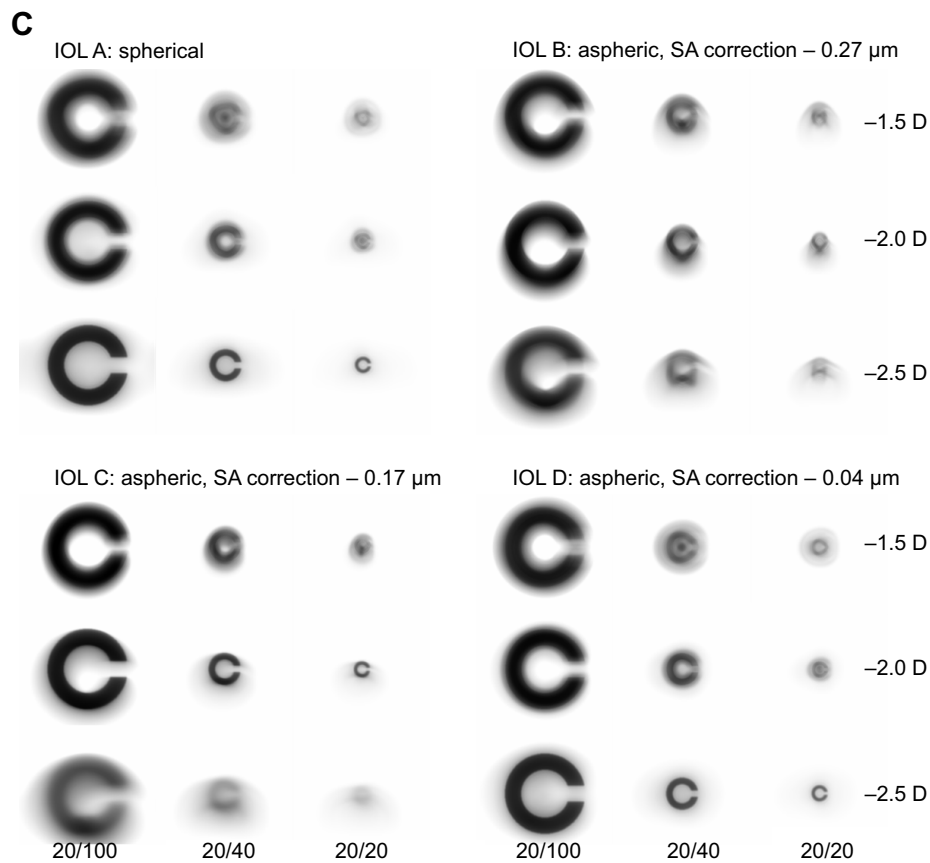 C
IOL A: spherical
IOL B: aspheric, SA correction – 0.27 μm
–1.5 D
–2.0 D
–2.5 D
IOL C: aspheric, SA correction – 0.17 μm
IOL D: aspheric, SA correction – 0.04 μm
–1.5 D
–2.0 D
–2.5 D
20/100 20/40 20/20 20/100 20/40 20/20